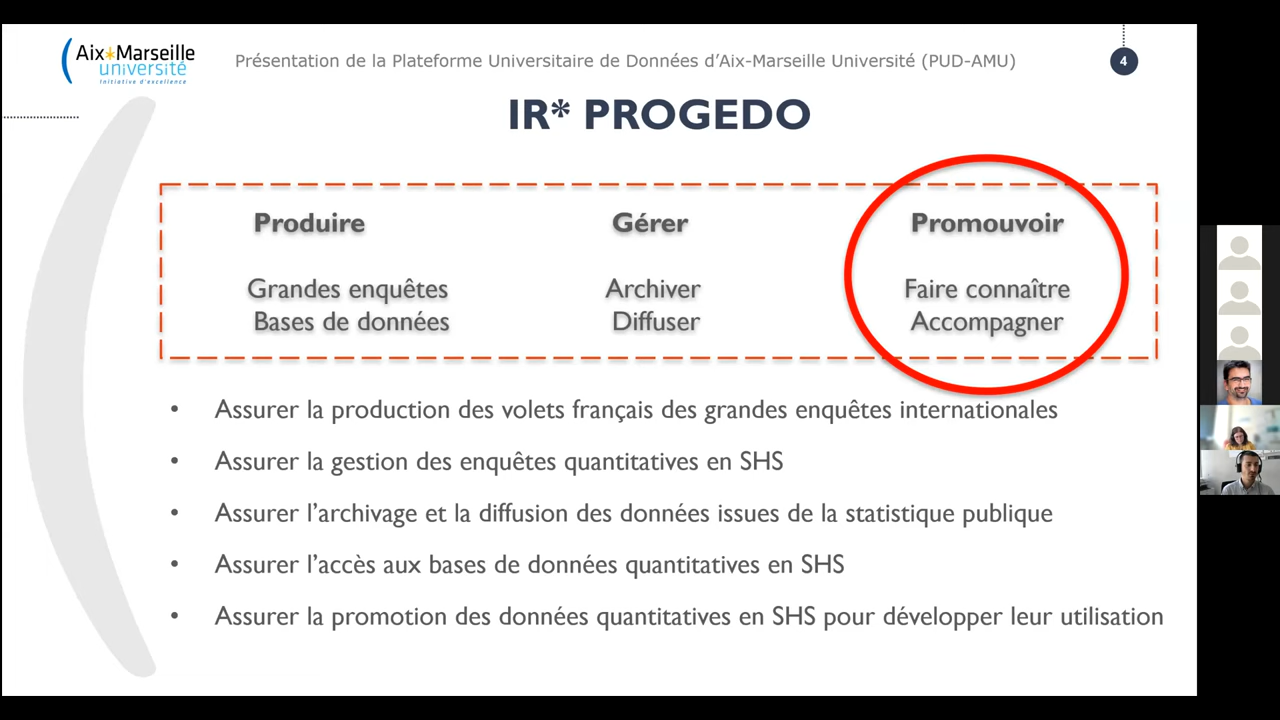 Aix*Marseille
université
Initiative d'excellence
Présentation de la Plateforme Universitaire de Données d'Aix-Marseille Université (PUD-AMU)
4
IR* PROGEDO
Produire
Gérer
Promouvoir
Grandes enquêtes
Archiver
Faire connaître
Bases de données
Diffuser
Accompagner
• Assurer la production des volets français des grandes enquêtes internationales
• Assurer la gestion des enquêtes quantitatives en SHS
• Assurer l'archivage et la diffusion des données issues de la statistique publique
• Assurer l'accès aux bases de données quantitatives en SHS
• Assurer la promotion des données quantitatives en SHS pour développer leur utilisation